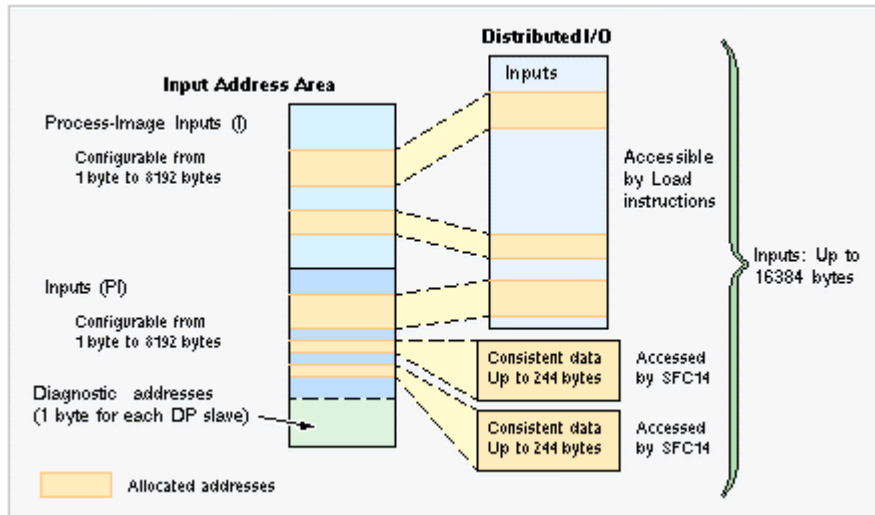 Distributed I/O
Inputs
Input Address Area
Process-Image Inputs (I)
Configurable from
1 byte to 8192 bytes
Accessible
by Load
instructions
Inputs: Up to
16384 bytes
Inputs (PI)
Configurable from
1 byte to 8192 bytes
Consistent data
Up to 244 bytes
Accessed
by SFC14
Diagnostic addresses
(1 byte for each DP slave)
Consistent data
Up to 244 bytes
Accessed
by SFC14
Allocated addresses